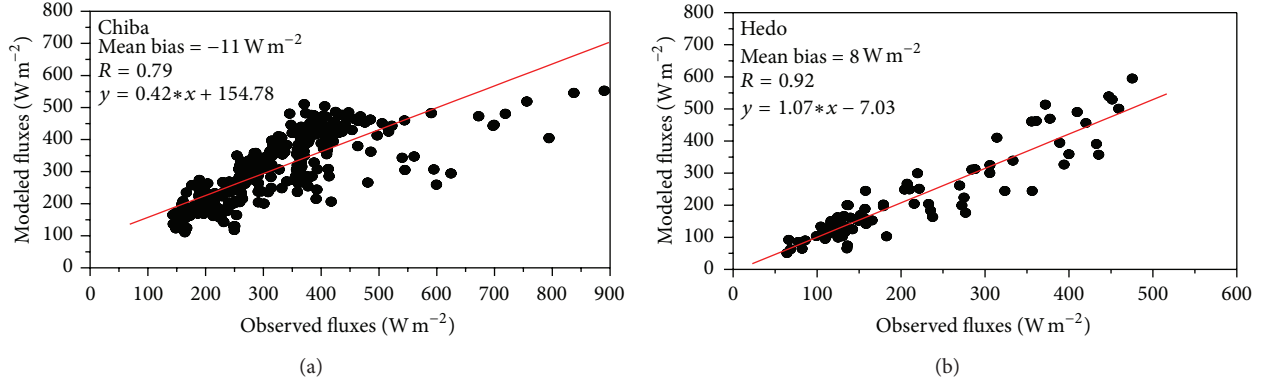 Chiba
Mean bias = −11 W m−2
R = 0.79
y = 0.42∗x + 154.78
Modeled fluxes (W m−2)
800
700
600
500
400
300
200
100
0
0 100 200 300 400 500 600 700 800 900
Observed fluxes (W m−2)
(a)
Hedo
Mean bias = 8 W m−2
R = 0.92
y = 1.07∗x − 7.03
Modeled fluxes (W m−2)
800
700
600
500
400
300
200
100
0
0 100 200 300 400 500 600
Observed fluxes (W m−2)
(b)